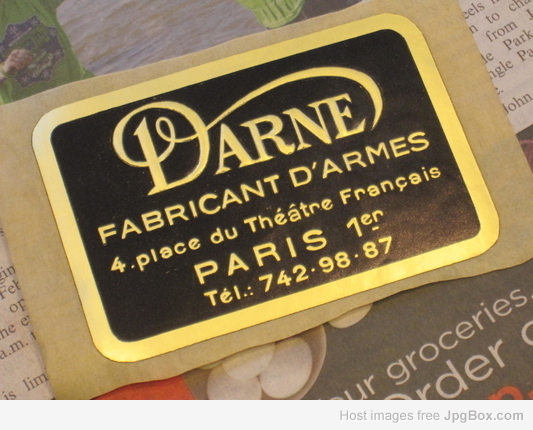 DARNE
FABRICANT D'ARMES
4.place du Théâtre Français
PARIS 1er
Tél.: 742·98·87
our groceries.
Order
Host images free JpgBox.com